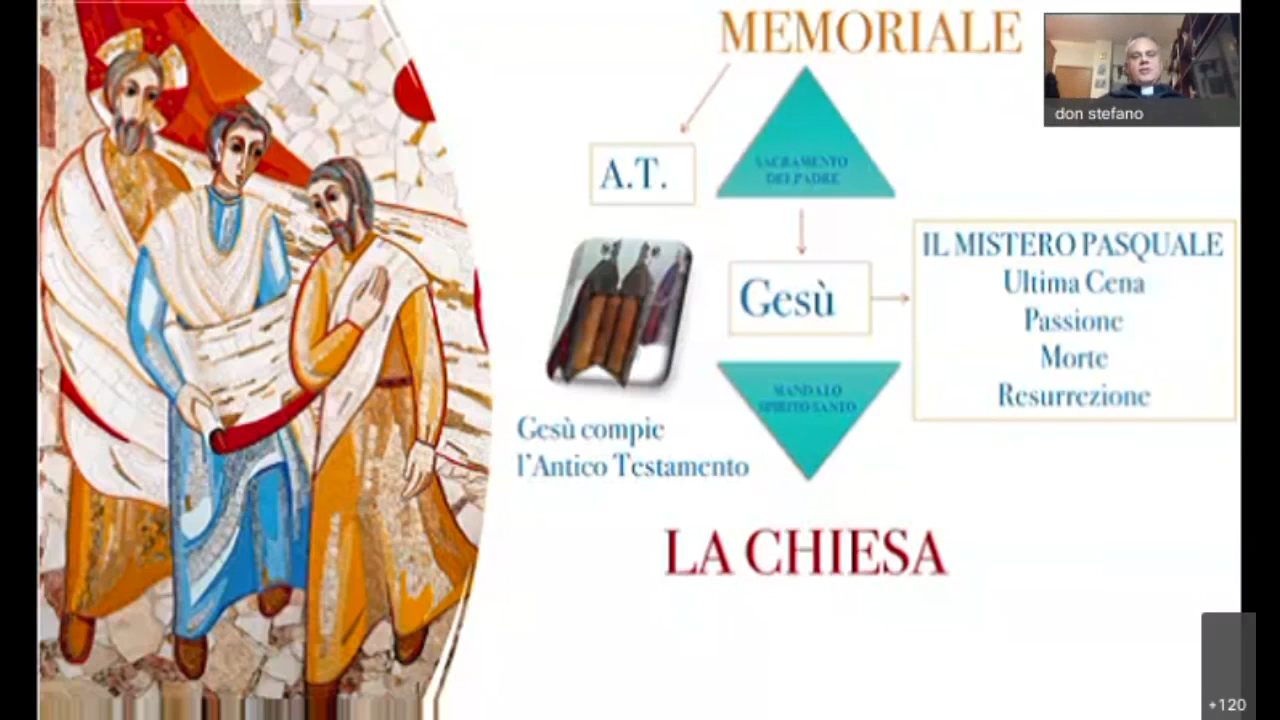 MEMORIALE
don stefano
A.T.
SACRAMENTO
DEL PADRE
IL MISTERO PASQUALE
Ultima Cena
Passione
Morte
Resurrezione
Gesù
MANDA LO
SPIRITO SANTO
Gesù compie
l'Antico Testamento
LA CHIESA
+120